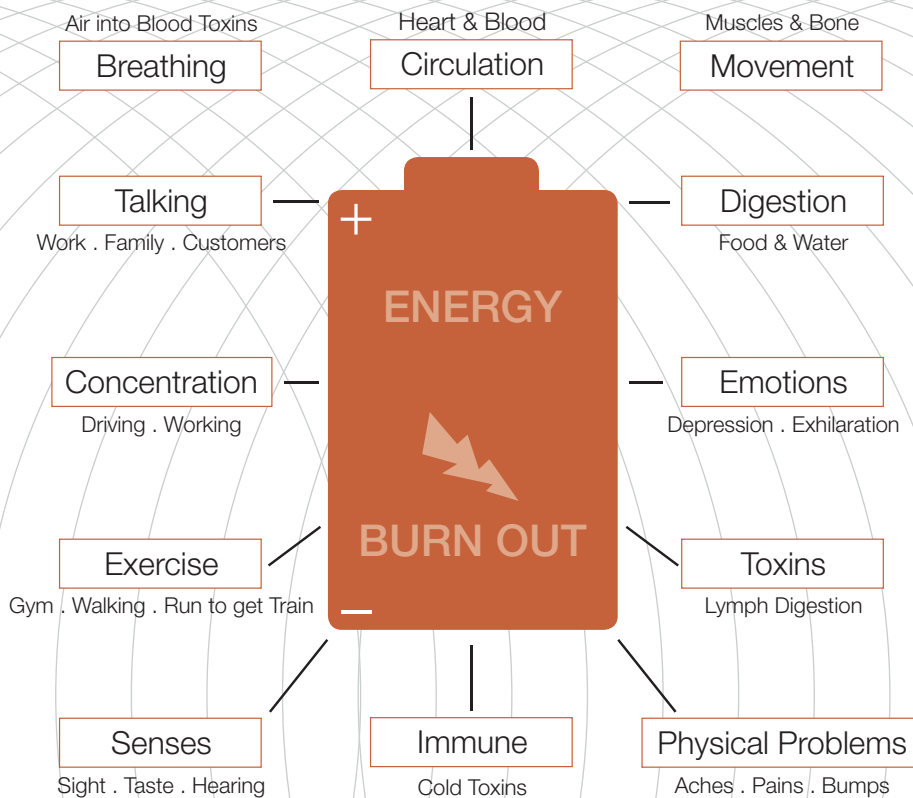 Air into Blood Toxins
Breathing
Heart & Blood
Circulation
Muscles & Bone
Movement
Talking
Work . Family . Customers
Digestion
Food & Water
+
ENERGY
Concentration
Driving . Working
Emotions
Depression . Exhilaration
BURN OUT
Exercise
Gym . Walking . Run to get Train
Toxins
Lymph Digestion
–
Senses
Sight . Taste . Hearing
Immune
Cold Toxins
Physical Problems
Aches . Pains . Bumps